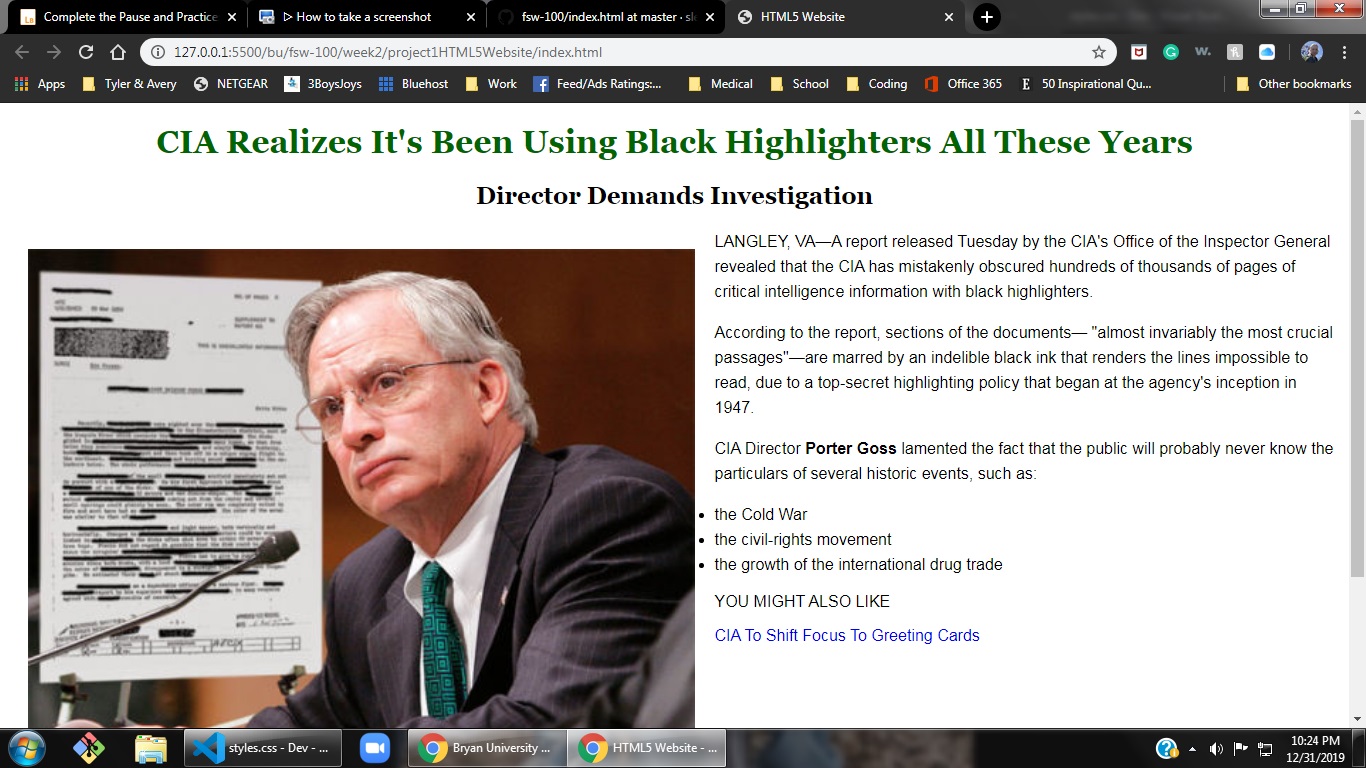 Complete the Pause and Practice
▷ How to take a screenshot
fsw-100/index.html at master · sl
HTML5 Website
127.0.0.1:5500/bu/fsw-100/week2/project1HTML5Website/index.html
Apps
Tyler & Avery
NETGEAR
3BoysJoys
Bluehost
Work
Feed/Ads Ratings:...
Medical
School
Coding
Office 365
50 Inspirational Qu...
Other bookmarks
CIA Realizes It's Been Using Black Highlighters All These Years
Director Demands Investigation
LANGLEY, VA—A report released Tuesday by the CIA's Office of the Inspector General
revealed that the CIA has mistakenly obscured hundreds of thousands of pages of
critical intelligence information with black highlighters.
According to the report, sections of the documents— "almost invariably the most crucial
passages"—are marred by an indelible black ink that renders the lines impossible to
read, due to a top-secret highlighting policy that began at the agency's inception in
1947.
CIA Director Porter Goss lamented the fact that the public will probably never know the
particulars of several historic events, such as:
• the Cold War
• the civil-rights movement
• the growth of the international drug trade
YOU MIGHT ALSO LIKE
CIA To Shift Focus To Greeting Cards
styles.css - Dev - ...
Bryan University ...
HTML5 Website - ...
10:24 PM
12/31/2019